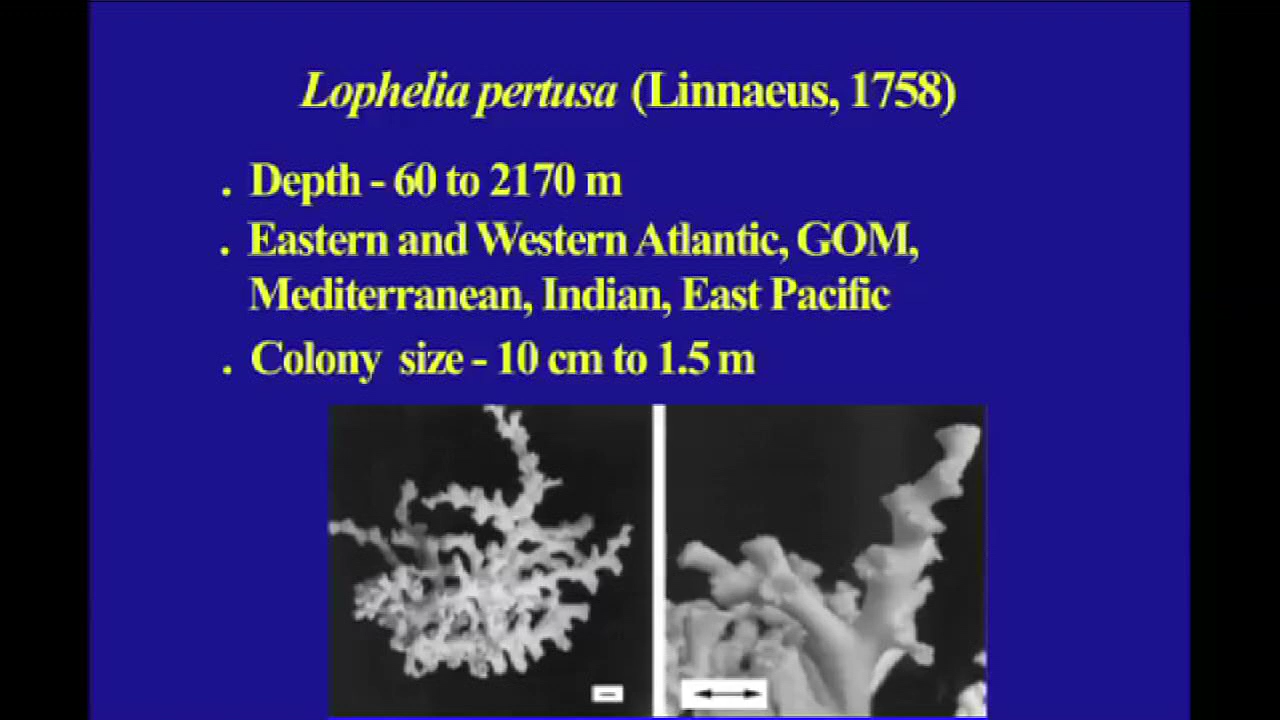 Lophelia pertusa (Linnaeus, 1758)
. Depth - 60 to 2170 m
. Eastern and Western Atlantic, GOM,
Mediterranean, Indian, East Pacific
. Colony size - 10 cm to 1.5 m